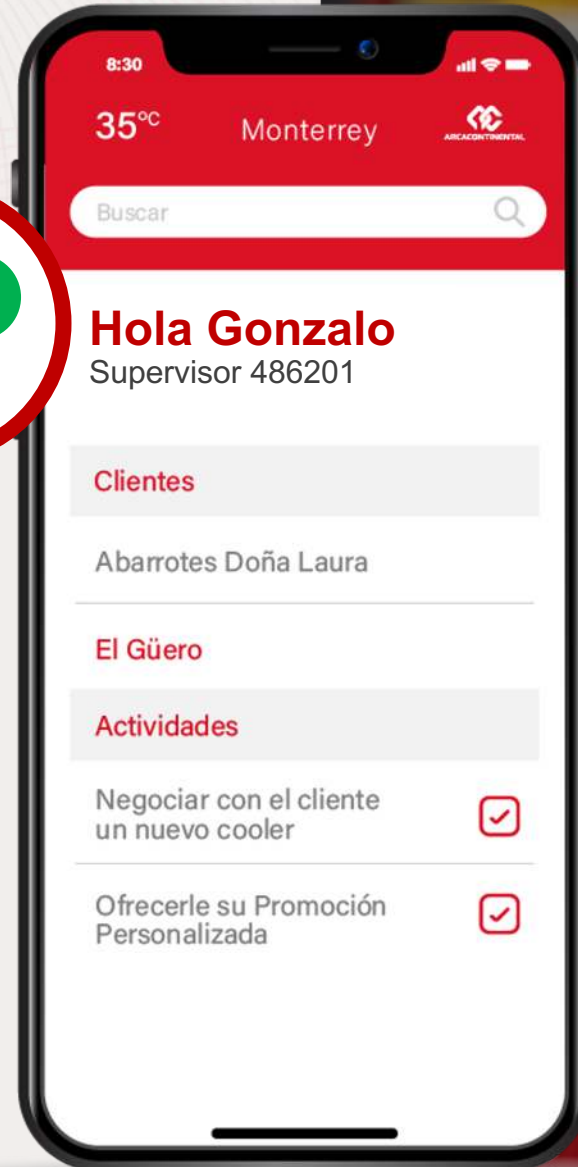 8:30
35°C
Monterrey
ARCACONTINENTAL
Buscar
Hola Gonzalo
Supervisor 486201
Clientes
Abarrotes Doña Laura
El Güero
Actividades
Negociar con el cliente
un nuevo cooler
Ofrecerle su Promoción
Personalizada